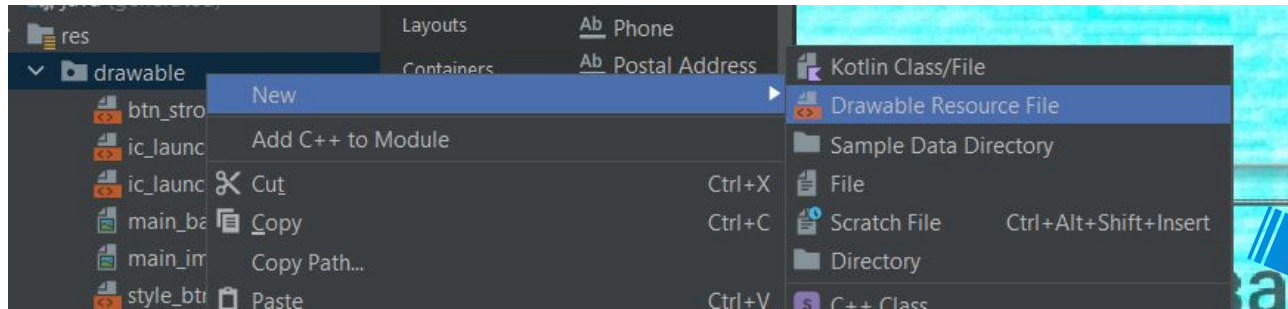 res
drawable
btn_stro
ic_launc
ic_launc
main_ba
main_im
style_bt
Layouts
Containers
Ab Phone
Ab Postal Address
New
Add C++ to Module
Cut Ctrl+X
Copy Ctrl+C
Copy Path...
Paste Ctrl+V
Kotlin Class/File
Drawable Resource File
Sample Data Directory
File
Scratch File Ctrl+Alt+Shift+Insert
Directory
S C++ Class